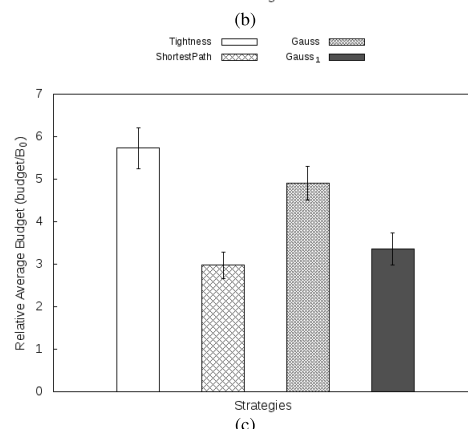 (b)
Tightness
Gauss
ShortestPath
Gauss₁
7
6
5
4
3
2
1
0
Relative Average Budget (budget/B₀)
Strategies
(c)